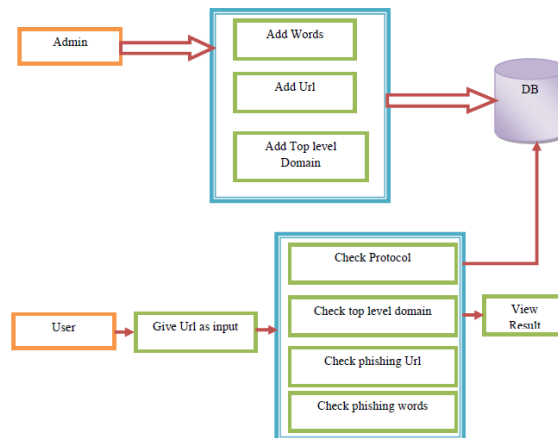 Admin
Add Words
Add Url
Add Top level
Domain
DB
User
Give Url as input
Check Protocol
Check top level domain
Check phishing Url
Check phishing words
View
Result